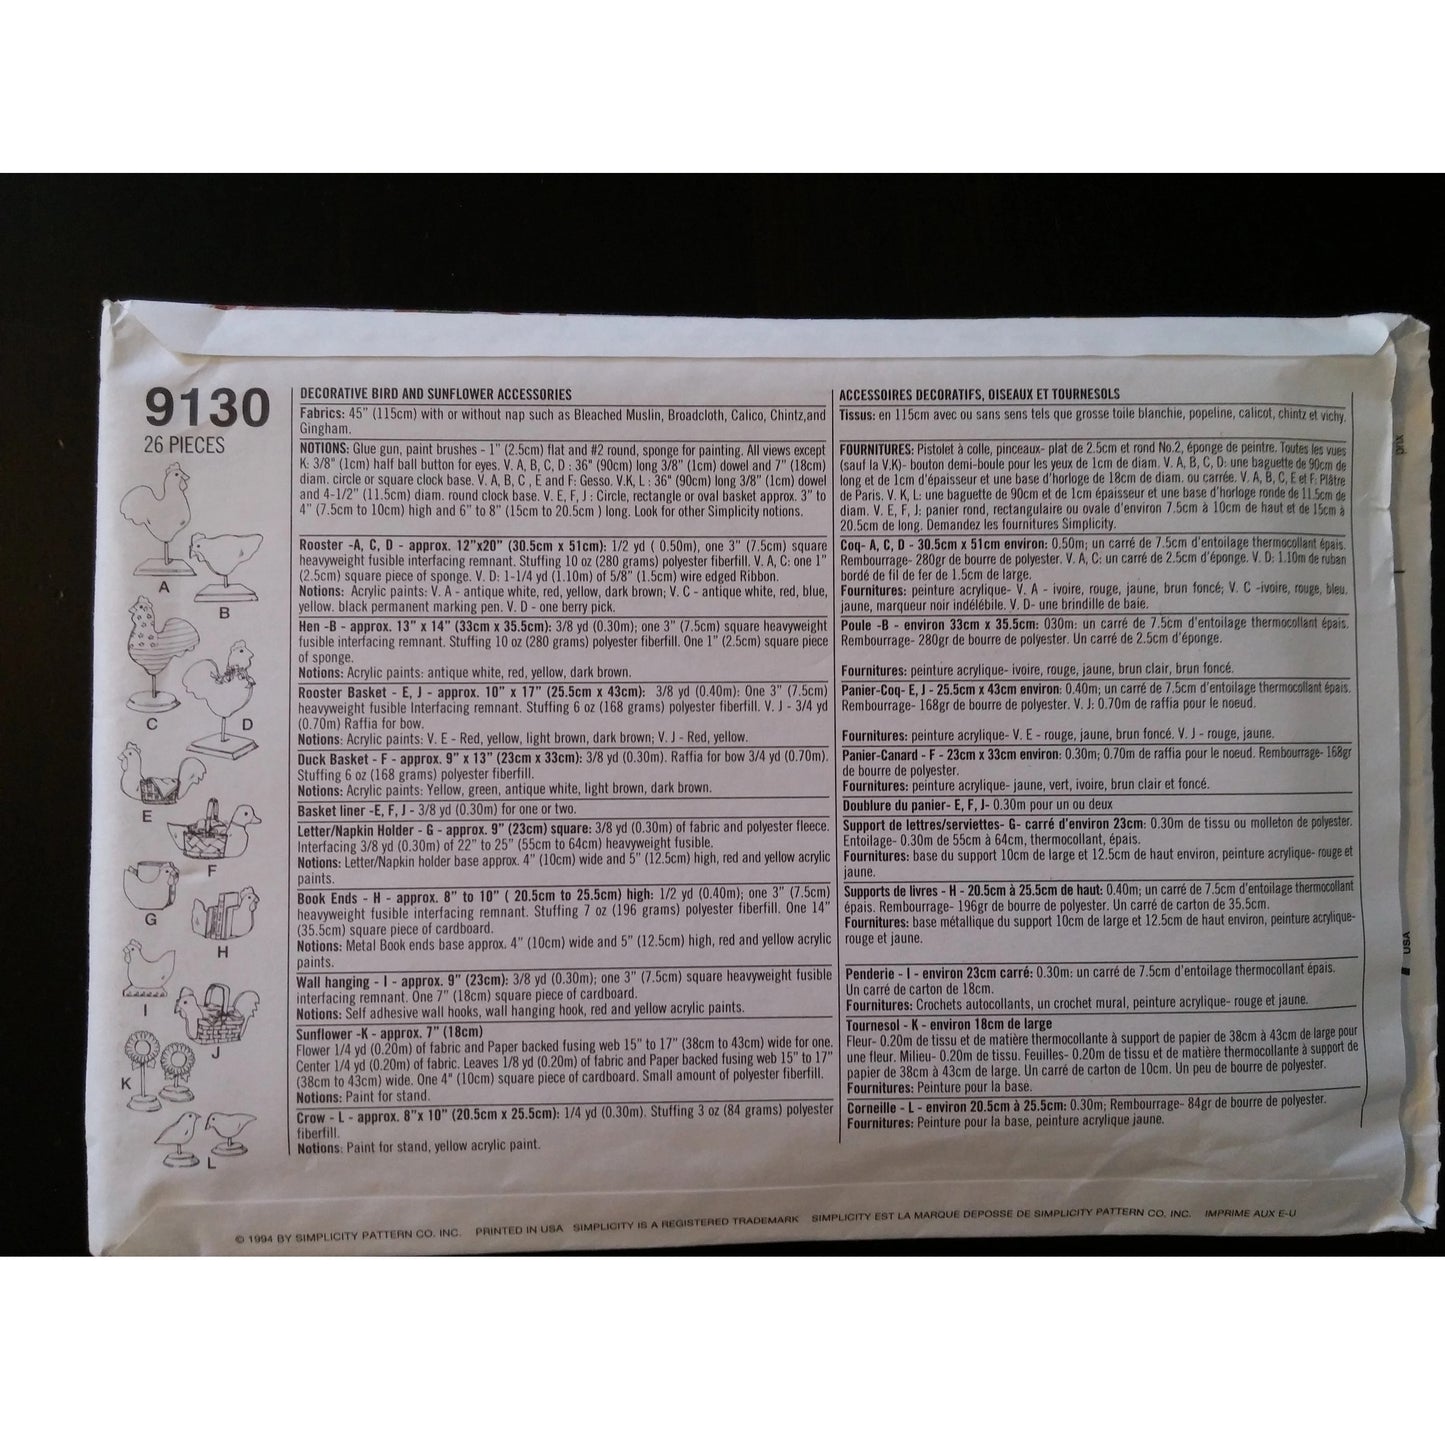 9130
26 PIECES
A
B
C
D
E
F
G
H
I
J
K
L
DECORATIVE BIRD AND SUNFLOWER ACCESSORIES
Fabrics: 45" (115cm) with or without nap such as Bleached Muslin, Broadcloth, Calico, Chintz,and
Gingham.
NOTIONS: Glue gun, paint brushes - 1" (2.5cm) flat and #2 round, sponge for painting. All views except
K: 3/8" (1cm) half ball button for eyes. V. A, B, C, D : 36" (90cm) long 3/8" (1cm) dowel and 7" (18cm)
diam. circle or square clock base. V. A, B, C , E and F: Gesso. V.K, L : 36" (90cm) long 3/8" (1cm) dowel
and 4-1/2" (11.5cm) diam. round clock base. V. E, F, J : Circle, rectangle or oval basket approx. 3" to
4" (7.5cm to 10cm) high and 6" to 8" (15cm to 20.5cm ) long. Look for other Simplicity notions.
Rooster -A, C, D - approx. 12"x20" (30.5cm x 51cm): 1/2 yd ( 0.50m), one 3" (7.5cm) square
heavyweight fusible interfacing remnant. Stuffing 10 oz (280 grams) polyester fiberfill. V. A, C: one 1"
(2.5cm) square piece of sponge. V. D: 1-1/4 yd (1.10m) of 5/8" (1.5cm) wire edged Ribbon.
Notions: Acrylic paints: V. A - antique white, red, yellow, dark brown; V. C - antique white, red, blue,
yellow. black permanent marking pen. V. D - one berry pick.
Hen -B - approx. 13" x 14" (33cm x 35.5cm): 3/8 yd (0.30m); one 3" (7.5cm) square heavyweight
fusible interfacing remnant. Stuffing 10 oz (280 grams) polyester fiberfill. One 1" (2.5cm) square piece
of sponge.
Notions: Acrylic paints: antique white, red, yellow, dark brown.
Rooster Basket - E, J - approx. 10" x 17" (25.5cm x 43cm): 3/8 yd (0.40m): One 3" (7.5cm)
heavyweight fusible Interfacing remnant. Stuffing 6 oz (168 grams) polyester fiberfill. V. J - 3/4 yd
(0.70m) Raffia for bow.
Notions: Acrylic paints: V. E - Red, yellow, light brown, dark brown; V. J - Red, yellow.
Duck Basket - F - approx. 9" x 13" (23cm x 33cm): 3/8 yd (0.30m). Raffia for bow 3/4 yd (0.70m).
Stuffing 6 oz (168 grams) polyester fiberfill.
Notions: Acrylic paints: Yellow, green, antique white, light brown, dark brown.
Basket liner -E, F, J - 3/8 yd (0.30m) for one or two.
Letter/Napkin Holder - G - approx. 9" (23cm) square: 3/8 yd (0.30m) of fabric and polyester fleece.
Interfacing 3/8 yd (0.30m) of 22" to 25" (55cm to 64cm) heavyweight fusible.
Notions: Letter/Napkin holder base approx. 4" (10cm) wide and 5" (12.5cm) high, red and yellow acrylic
paints.
Book Ends - H - approx. 8" to 10" ( 20.5cm to 25.5cm) high: 1/2 yd (0.40m); one 3" (7.5cm)
heavyweight fusible interfacing remnant. Stuffing 7 oz (196 grams) polyester fiberfill. One 14"
(35.5cm) square piece of cardboard.
Notions: Metal Book ends base approx. 4" (10cm) wide and 5" (12.5cm) high, red and yellow acrylic
paints.
Wall hanging - I - approx. 9" (23cm): 3/8 yd (0.30m); one 3" (7.5cm) square heavyweight fusible
interfacing remnant. One 7" (18cm) square piece of cardboard.
Notions: Self adhesive wall hooks, wall hanging hook, red and yellow acrylic paints.
Sunflower -K - approx. 7" (18cm)
Flower 1/4 yd (0.20m) of fabric and Paper backed fusing web 15" to 17" (38cm to 43cm) wide for one.
Center 1/4 yd (0.20m) of fabric. Leaves 1/8 yd (0.20m) of fabric and Paper backed fusing web 15" to 17"
(38cm to 43cm) wide. One 4" (10cm) square piece of cardboard. Small amount of polyester fiberfill.
Notions: Paint for stand.
Crow - L - approx. 8"x 10" (20.5cm x 25.5cm): 1/4 yd (0.30m). Stuffing 3 oz (84 grams) polyester
fiberfill.
Notions: Paint for stand, yellow acrylic paint.
ACCESSOIRES DECORATIFS, OISEAUX ET TOURNESOLS
Tissus: en 115cm avec ou sans sens tels que grosse toile blanchie, popeline, calicot, chintz et vichy.
FOURNITURES: Pistolet à colle, pinceaux- plat de 2.5cm et rond No.2, éponge de peintre. Toutes les vues
(sauf la V.K)- bouton demi-boule pour les yeux de 1cm de diam. V. A, B, C, D: une baguette de 90cm de
long et de 1cm d'épaisseur et une base d'horloge de 18cm de diam. ou carrée. V. A, B, C, E et F: Plâtre
de Paris. V. K, L: une baguette de 90cm et de 1cm épaisseur et une base d'horloge ronde de 11.5cm de
diam. V. E, F, J: panier rond, rectangulaire ou ovale d'environ 7.5cm à 10cm de haut et de 15cm à
20.5cm de long. Demandez les fournitures Simplicity.
Coq- A, C, D - 30.5cm x 51cm environ: 0.50m; un carré de 7.5cm d'entoilage thermocollant épais.
Rembourrage- 280gr de bourre de polyester. V. A, C: un carré de 2.5cm d'éponge. V. D: 1.10m de ruban
bordé de fil de fer de 1.5cm de large.
Fournitures: peinture acrylique- V. A - ivoire, rouge, jaune, brun foncé; V. C -ivoire, rouge, bleu,
jaune, marqueur noir indélébile. V. D- une brindille de baie.
Poule -B - environ 33cm x 35.5cm: 030m: un carré de 7.5cm d'entoilage thermocollant épais.
Rembourrage- 280gr de bourre de polyester. Un carré de 2.5cm d'éponge.
Fournitures: peinture acrylique- ivoire, rouge, jaune, brun clair, brun foncé.
Panier-Coq- E, J - 25.5cm x 43cm environ: 0.40m; un carré de 7.5cm d'entoilage thermocollant épais.
Rembourrage- 168gr de bourre de polyester. V. J: 0.70m de raffia pour le noeud.
Fournitures: peinture acrylique- V. E - rouge, jaune, brun foncé. V. J - rouge, jaune.
Panier-Canard - F - 23cm x 33cm environ: 0.30m; 0.70m de raffia pour le noeud. Rembourrage- 168gr
de bourre de polyester.
Fournitures: peinture acrylique- jaune, vert, ivoire, brun clair et foncé.
Doublure du panier- E, F, J- 0.30m pour un ou deux
Support de lettres/serviettes- G- carré d'environ 23cm: 0.30m de tissu ou molleton de polyester.
Entoilage- 0.30m de 55cm à 64cm, thermocollant, épais.
Fournitures: base du support 10cm de large et 12.5cm de haut environ, peinture acrylique- rouge et
jaune.
Supports de livres - H - 20.5cm à 25.5cm de haut: 0.40m; un carré de 7.5cm d'entoilage thermocollant
épais. Rembourrage- 196gr de bourre de polyester. Un carré de carton de 35.5cm.
Fournitures: base métallique du support 10cm de large et 12.5cm de haut environ, peinture acrylique-
rouge et jaune.
Penderie - I - environ 23cm carré: 0.30m: un carré de 7.5cm d'entoilage thermocollant épais.
Un carré de carton de 18cm.
Fournitures: Crochets autocollants, un crochet mural, peinture acrylique- rouge et jaune.
Tournesol - K - environ 18cm de large
Fleur- 0.20m de tissu et de matière thermocollante à support de papier de 38cm à 43cm de large pour
une fleur. Milieu- 0.20m de tissu. Feuilles- 0.20m de tissu et de matière thermocollante à support de
papier de 38cm à 43cm de large. Un carré de carton de 10cm. Un peu de bourre de polyester.
Fournitures: Peinture pour la base.
Corneille - L - environ 20.5cm à 25.5cm: 0.30m; Rembourrage- 84gr de bourre de polyester.
Fournitures: Peinture pour la base, peinture acrylique jaune.
prix
USA
© 1994 BY SIMPLICITY PATTERN CO. INC. PRINTED IN USA SIMPLICITY IS A REGISTERED TRADEMARK SIMPLICITY EST LA MARQUE DEPOSSE DE SIMPLICITY PATTERN CO. INC. IMPRIME AUX E-U